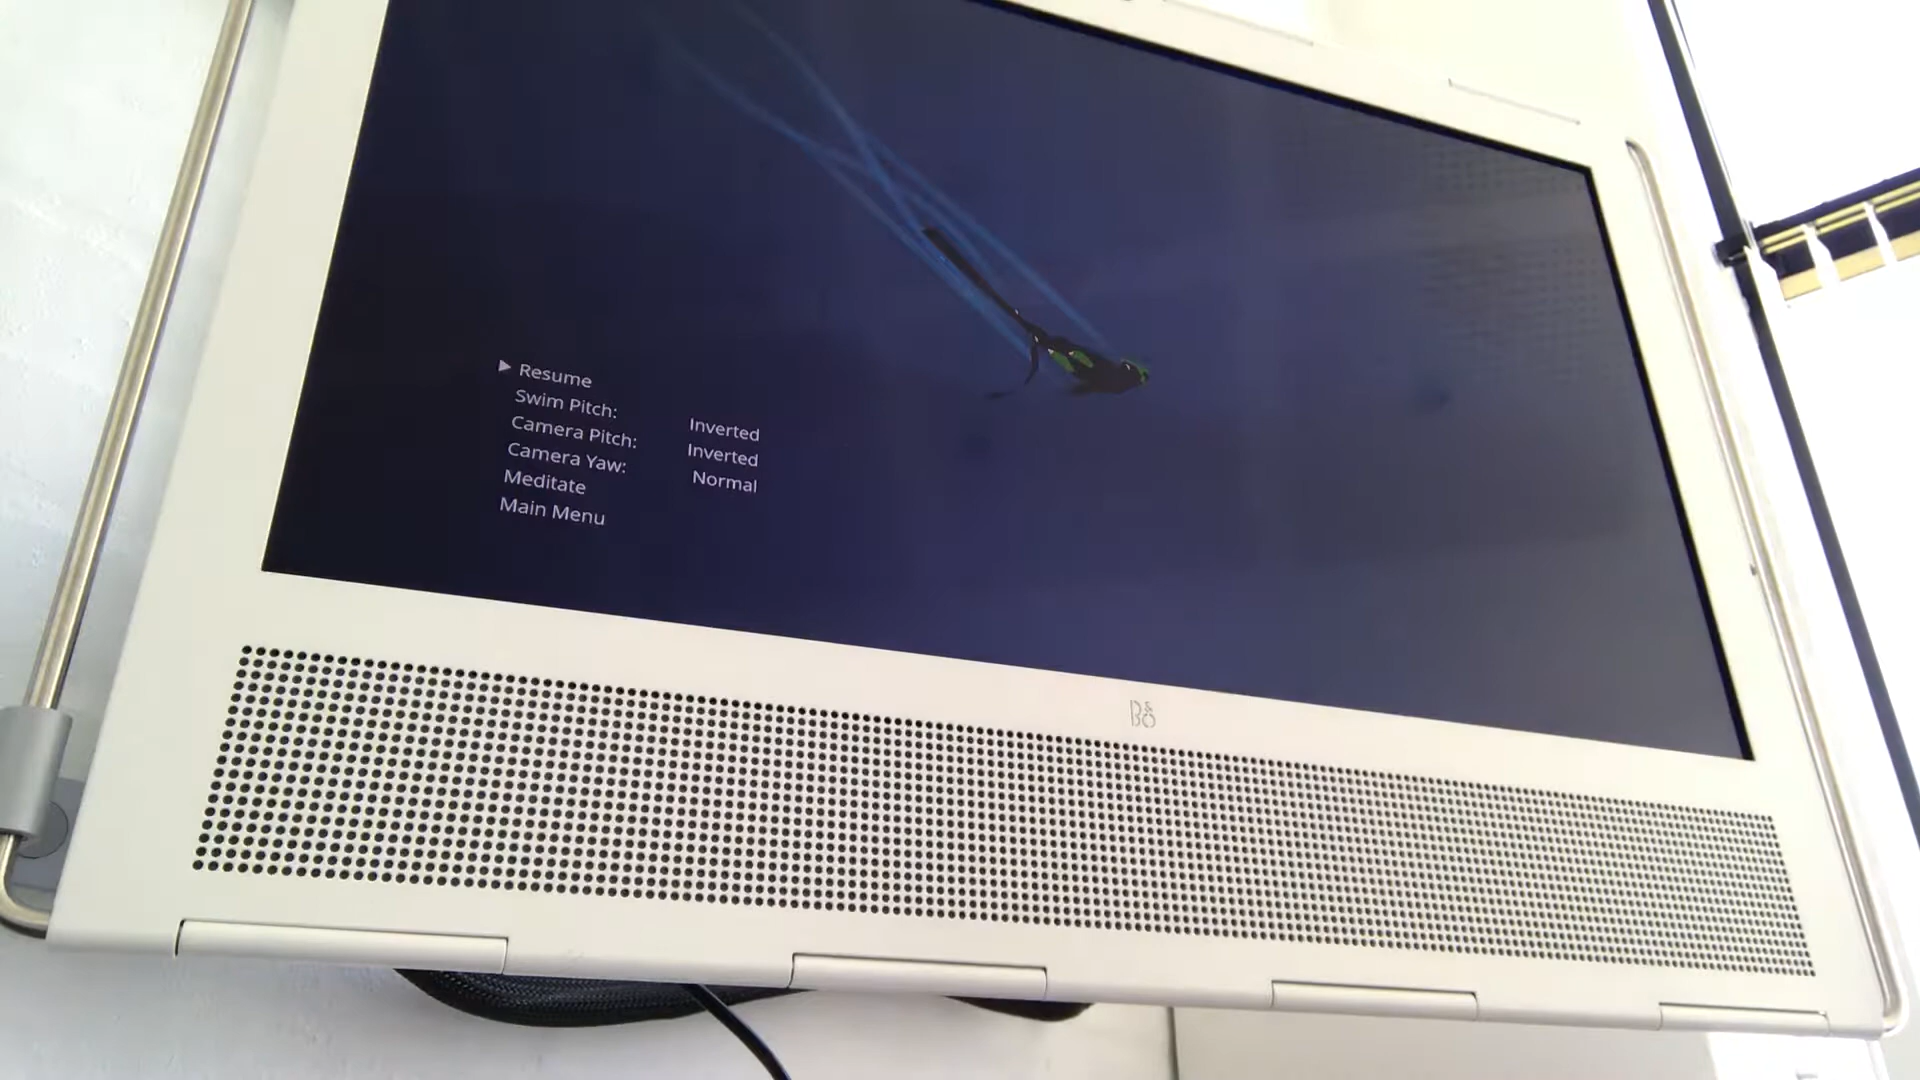 ▶ Resume
Swim Pitch: Inverted
Camera Pitch: Inverted
Camera Yaw: Normal
Meditate
Main Menu
B&O